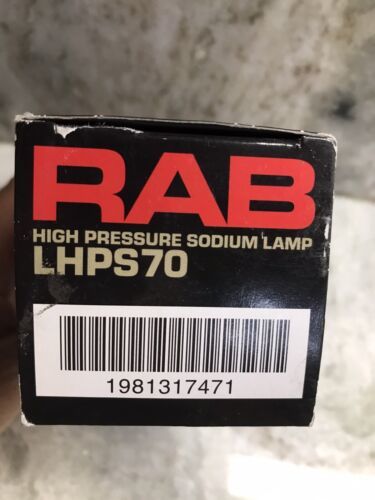 RAB
HIGH PRESSURE SODIUM LAMP
LHPS70
1981317471